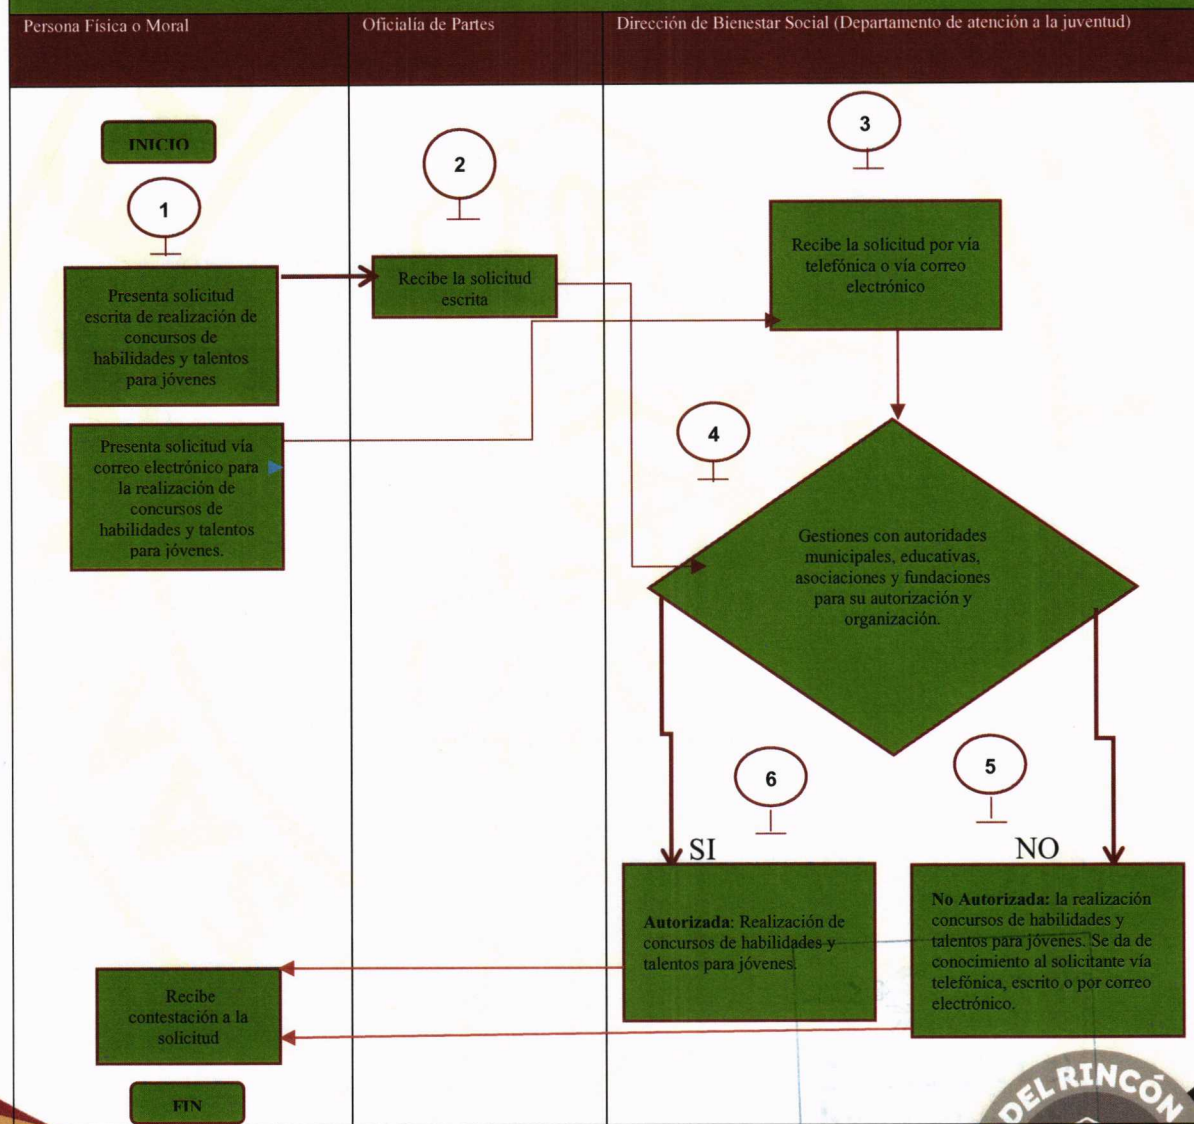 Persona Física o Moral
Oficialía de Partes
Dirección de Bienestar Social (Departamento de atención a la juventud)
INICIO
1
Presenta solicitud
escrita de realización de
concursos de
habilidades y talentos
para jóvenes
Presenta solicitud vía
correo electrónico para
la realización de
concursos de
habilidades y talentos
para jóvenes.
2
Recibe la solicitud
escrita
3
Recibe la solicitud por vía
telefónica o vía correo
electrónico
4
Gestiones con autoridades
municipales, educativas,
asociaciones y fundaciones
para su autorización y
organización.
6
5
SI
NO
Autorizada: Realización de
concursos de habilidades y
talentos para jóvenes.
No Autorizada: la realización
concursos de habilidades y
talentos para jóvenes. Se da de
conocimiento al solicitante vía
telefónica, escrito o por correo
electrónico.
Recibe
contestación a la
solicitud
FIN
DEL RINCÓN